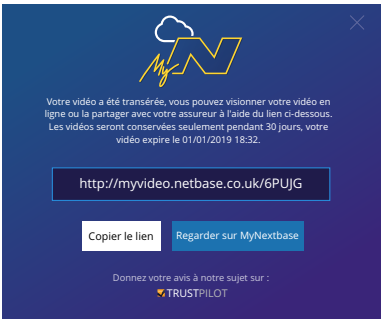 My N
Votre vidéo a été transérée, vous pouvez visionner votre vidéo en
ligne ou la partager avec votre assureur à l'aide du lien ci-dessous.
Les vidéos seront conservées seulement pendant 30 jours, votre
vidéo expire le 01/01/2019 18:32.
http://myvideo.netbase.co.uk/6PUJG
Copier le lien Regarder sur MyNextbase
Donnez votre avis à notre sujet sur :
TRUSTPILOT